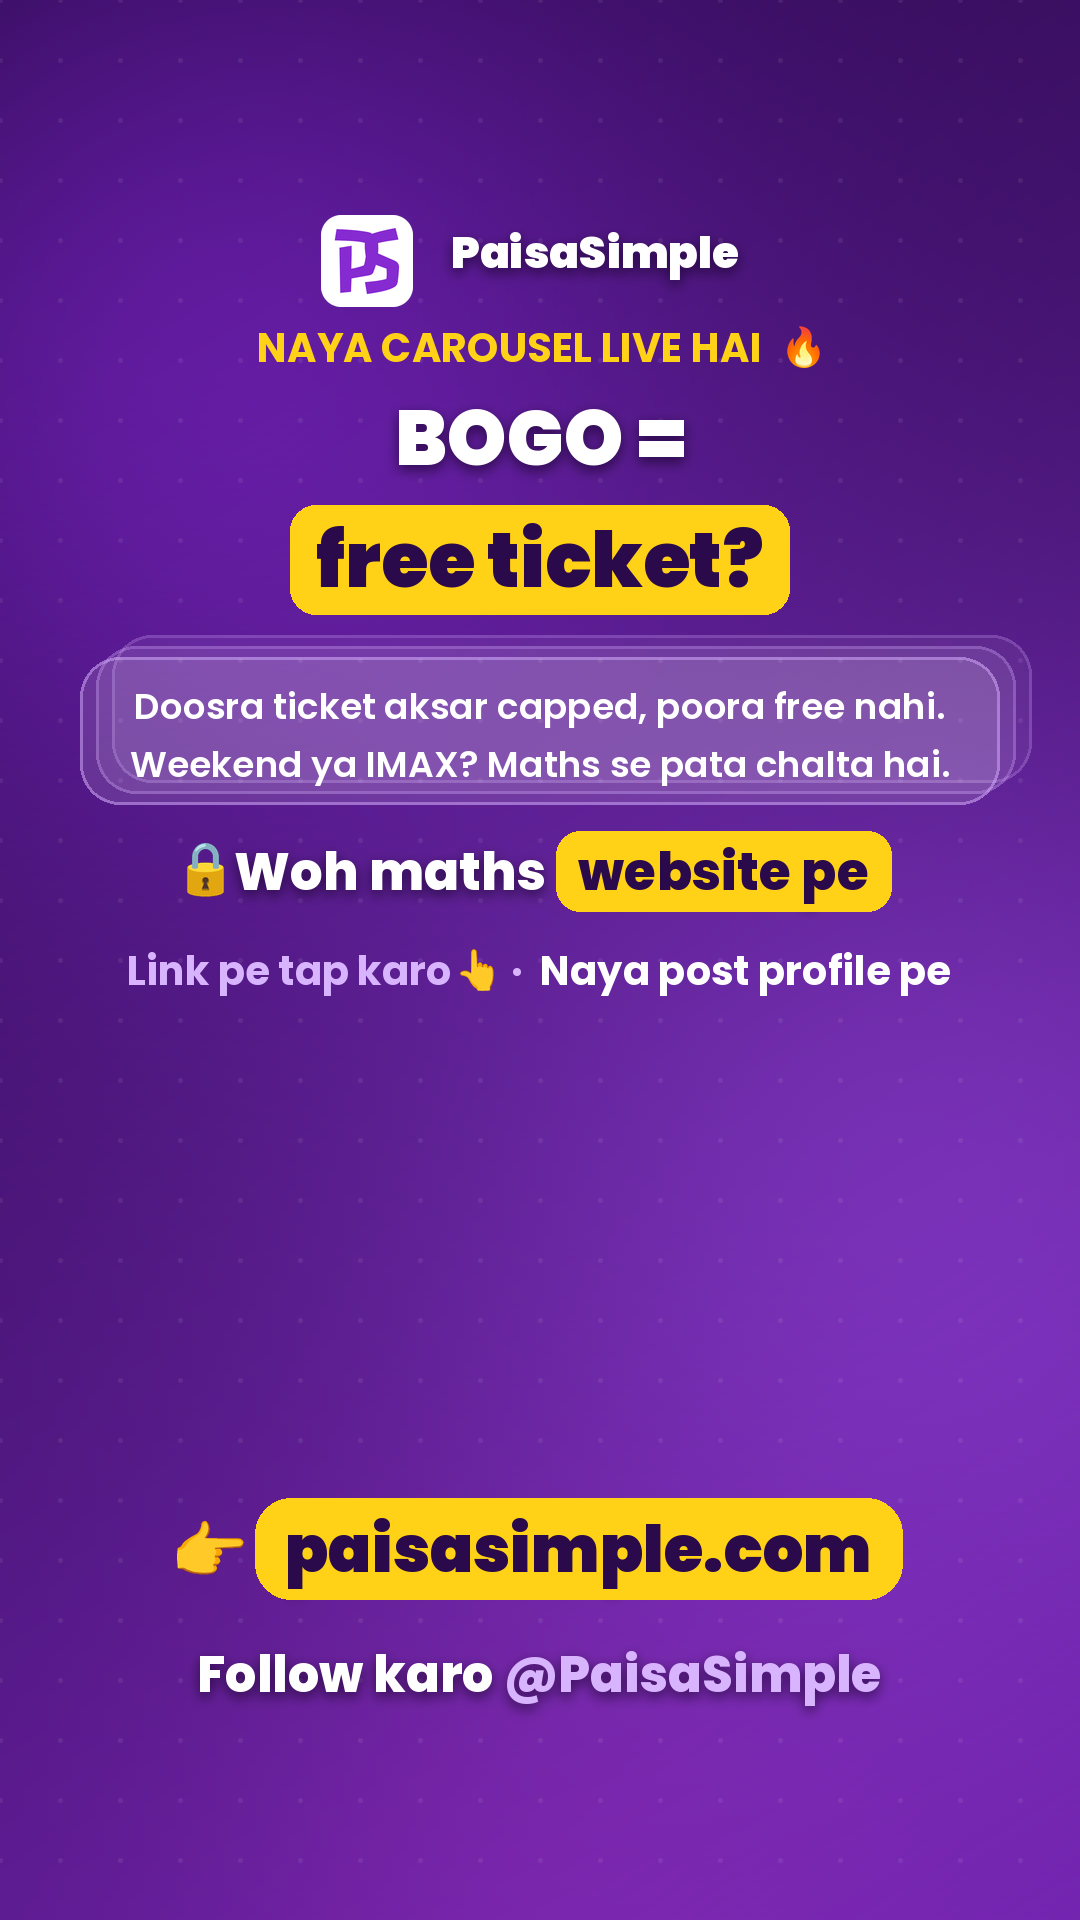 PS
PaisaSimple
NAYA CAROUSEL LIVE HAI 🔥
BOGO =
free ticket?
Doosra ticket aksar capped, poora free nahi.
Weekend ya IMAX? Maths se pata chalta hai.
🔒Woh maths website pe
Link pe tap karo👆 · Naya post profile pe
👉 paisasimple.com
Follow karo @PaisaSimple